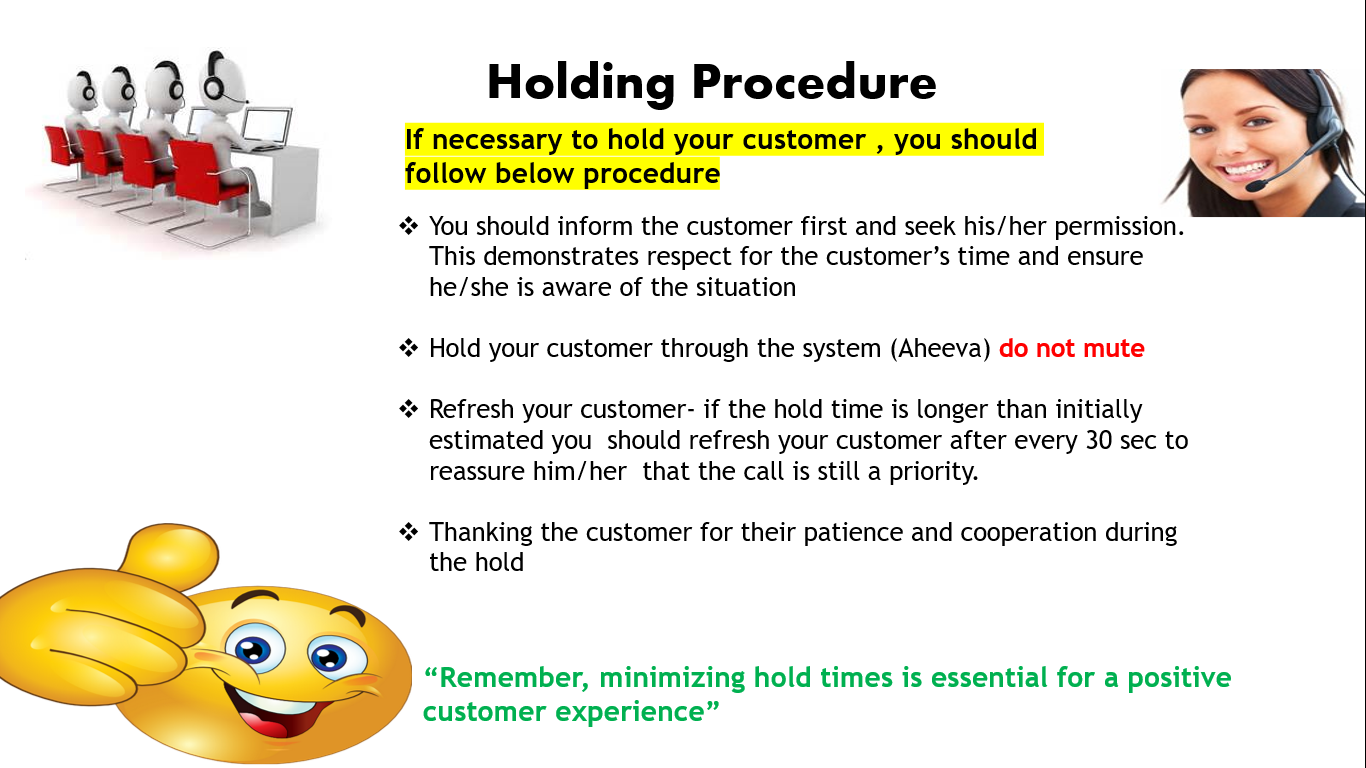 Holding Procedure
If necessary to hold your customer , you should
follow below procedure
❖ You should inform the customer first and seek his/her permission.
This demonstrates respect for the customer’s time and ensure
he/she is aware of the situation
❖ Hold your customer through the system (Aheeva) do not mute
❖ Refresh your customer- if the hold time is longer than initially
estimated you  should refresh your customer after every 30 sec to
reassure him/her  that the call is still a priority.
❖ Thanking the customer for their patience and cooperation during
the hold
“Remember, minimizing hold times is essential for a positive
customer experience”